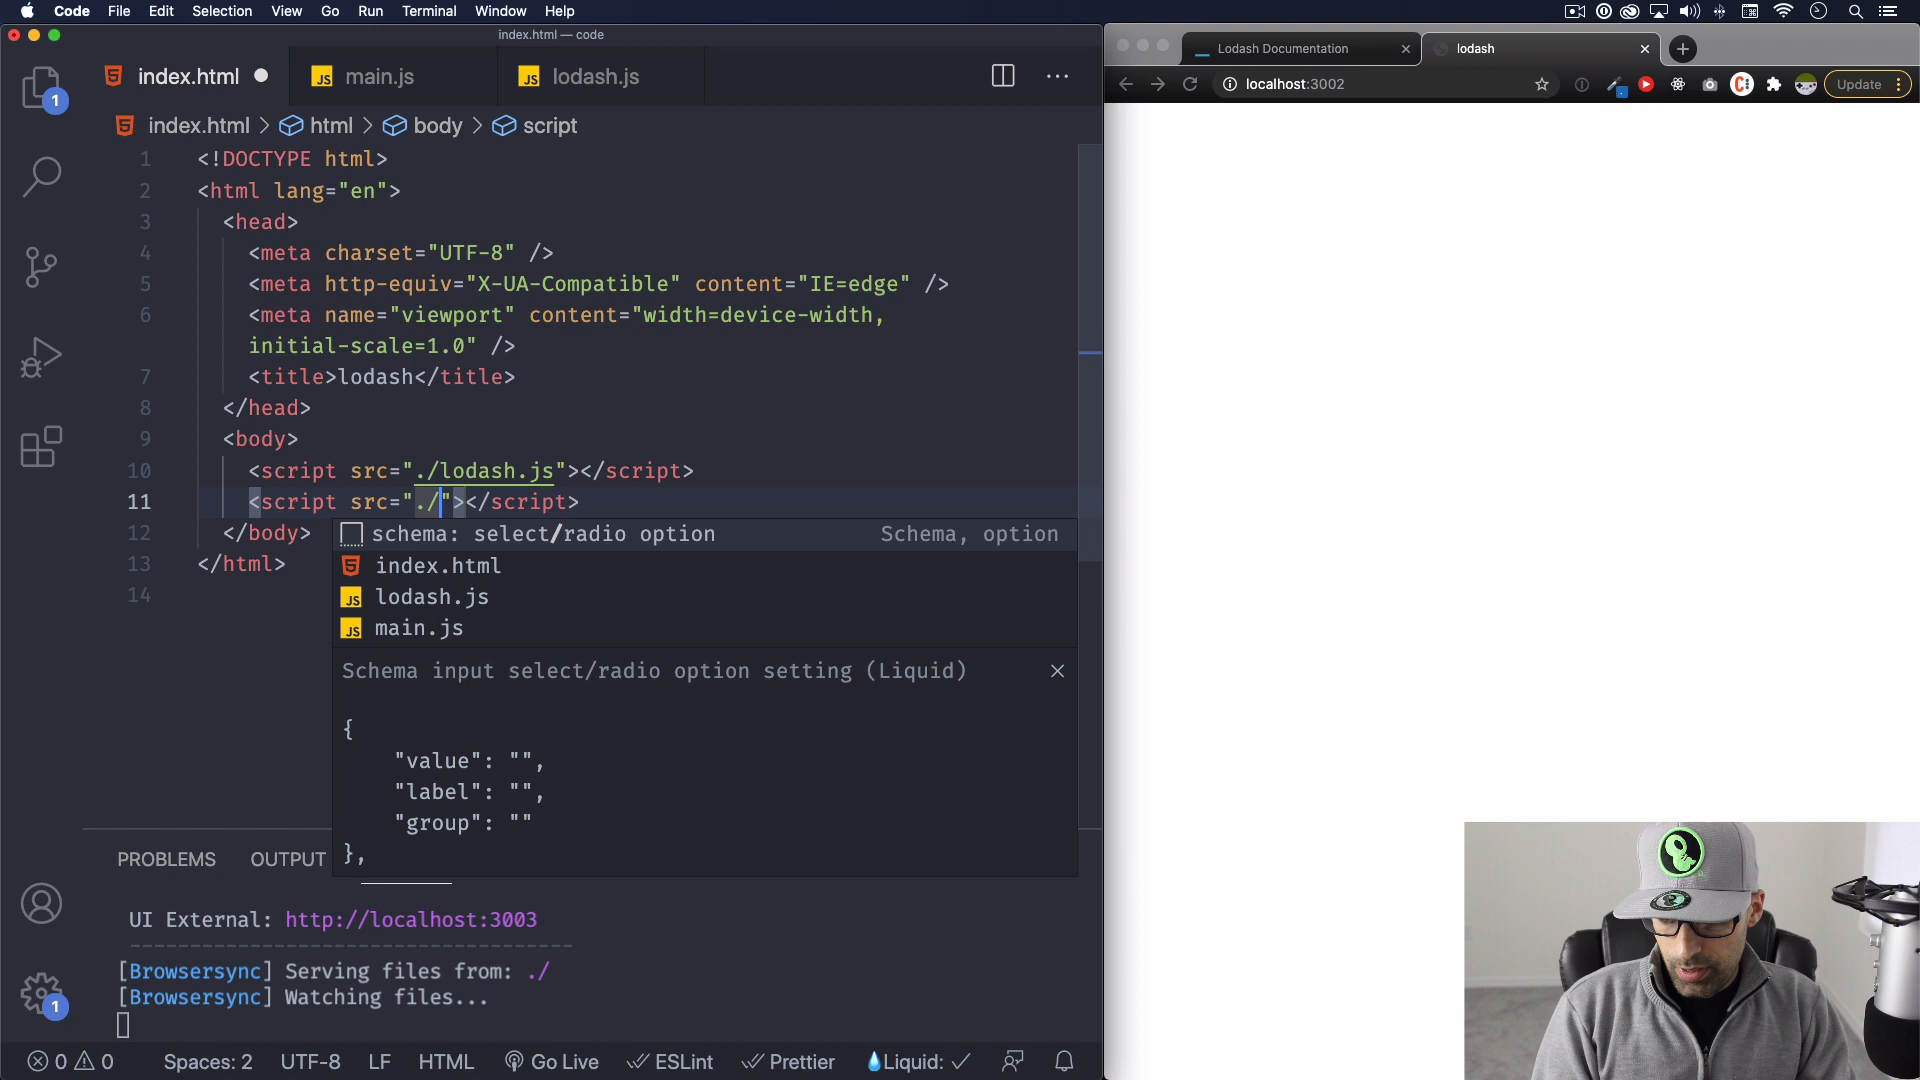 Code File Edit Selection View Go Run Terminal Window Help
index.html — code
index.html main.js lodash.js
index.html > html > body > script
1 <!DOCTYPE html>
2 <html lang="en">
3 <head>
4 <meta charset="UTF-8" />
5 <meta http-equiv="X-UA-Compatible" content="IE=edge" />
6 <meta name="viewport" content="width=device-width,
initial-scale=1.0" />
7 <title>lodash</title>
8 </head>
9 <body>
10 <script src="./lodash.js"></script>
11 <script src="./"></script>
12 </body>
13 </html>
14
schema: select/radio option Schema, option
index.html
lodash.js
main.js
Schema input select/radio option setting (Liquid)
{
"value": "",
"label": "",
"group": ""
},
PROBLEMS OUTPUT
UI External: http://localhost:3003
------------------------------------
[Browsersync] Serving files from: ./
[Browsersync] Watching files...
1
1
0 0 Spaces: 2 UTF-8 LF HTML Go Live ESLint Prettier Liquid:
Lodash Documentation lodash
localhost:3002 Update